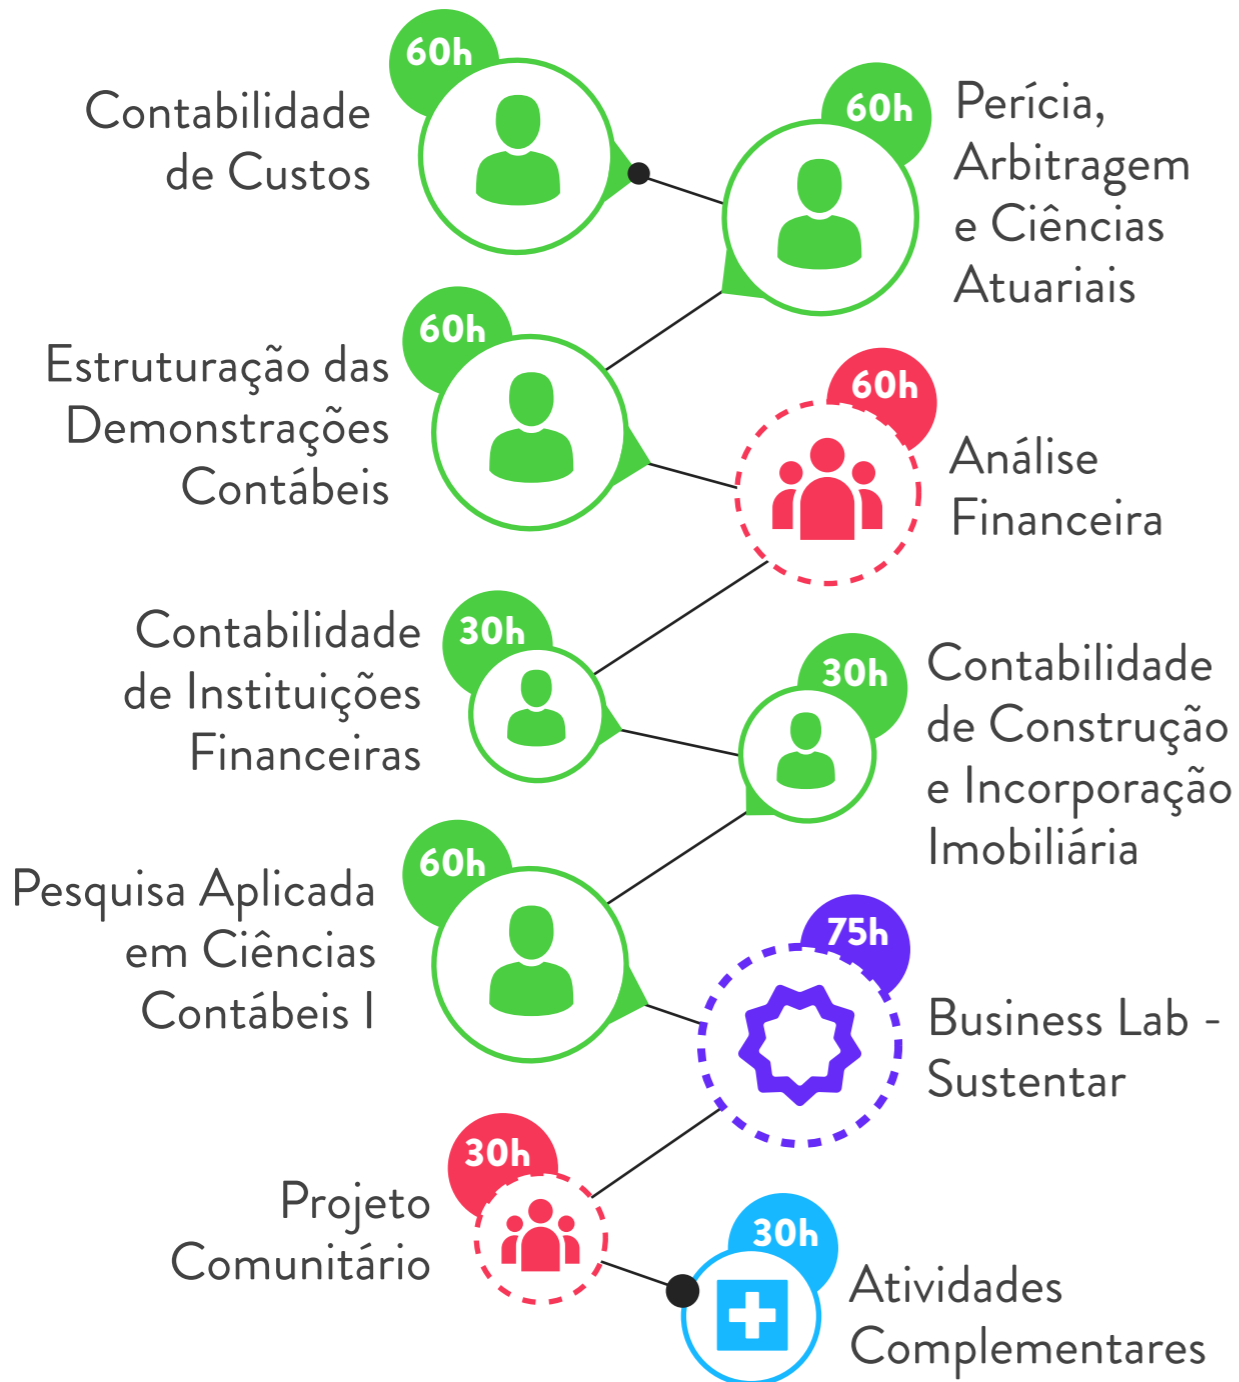 60h
Contabilidade
de Custos
60h
Perícia,
Arbitragem
e Ciências
Atuariais
60h
Estruturação das
Demonstrações
Contábeis
60h
Análise
Financeira
30h
Contabilidade
de Instituições
Financeiras
30h
Contabilidade
de Construção
e Incorporação
Imobiliária
60h
Pesquisa Aplicada
em Ciências
Contábeis I
75h
Business Lab -
Sustentar
30h
Projeto
Comunitário
30h
Atividades
Complementares